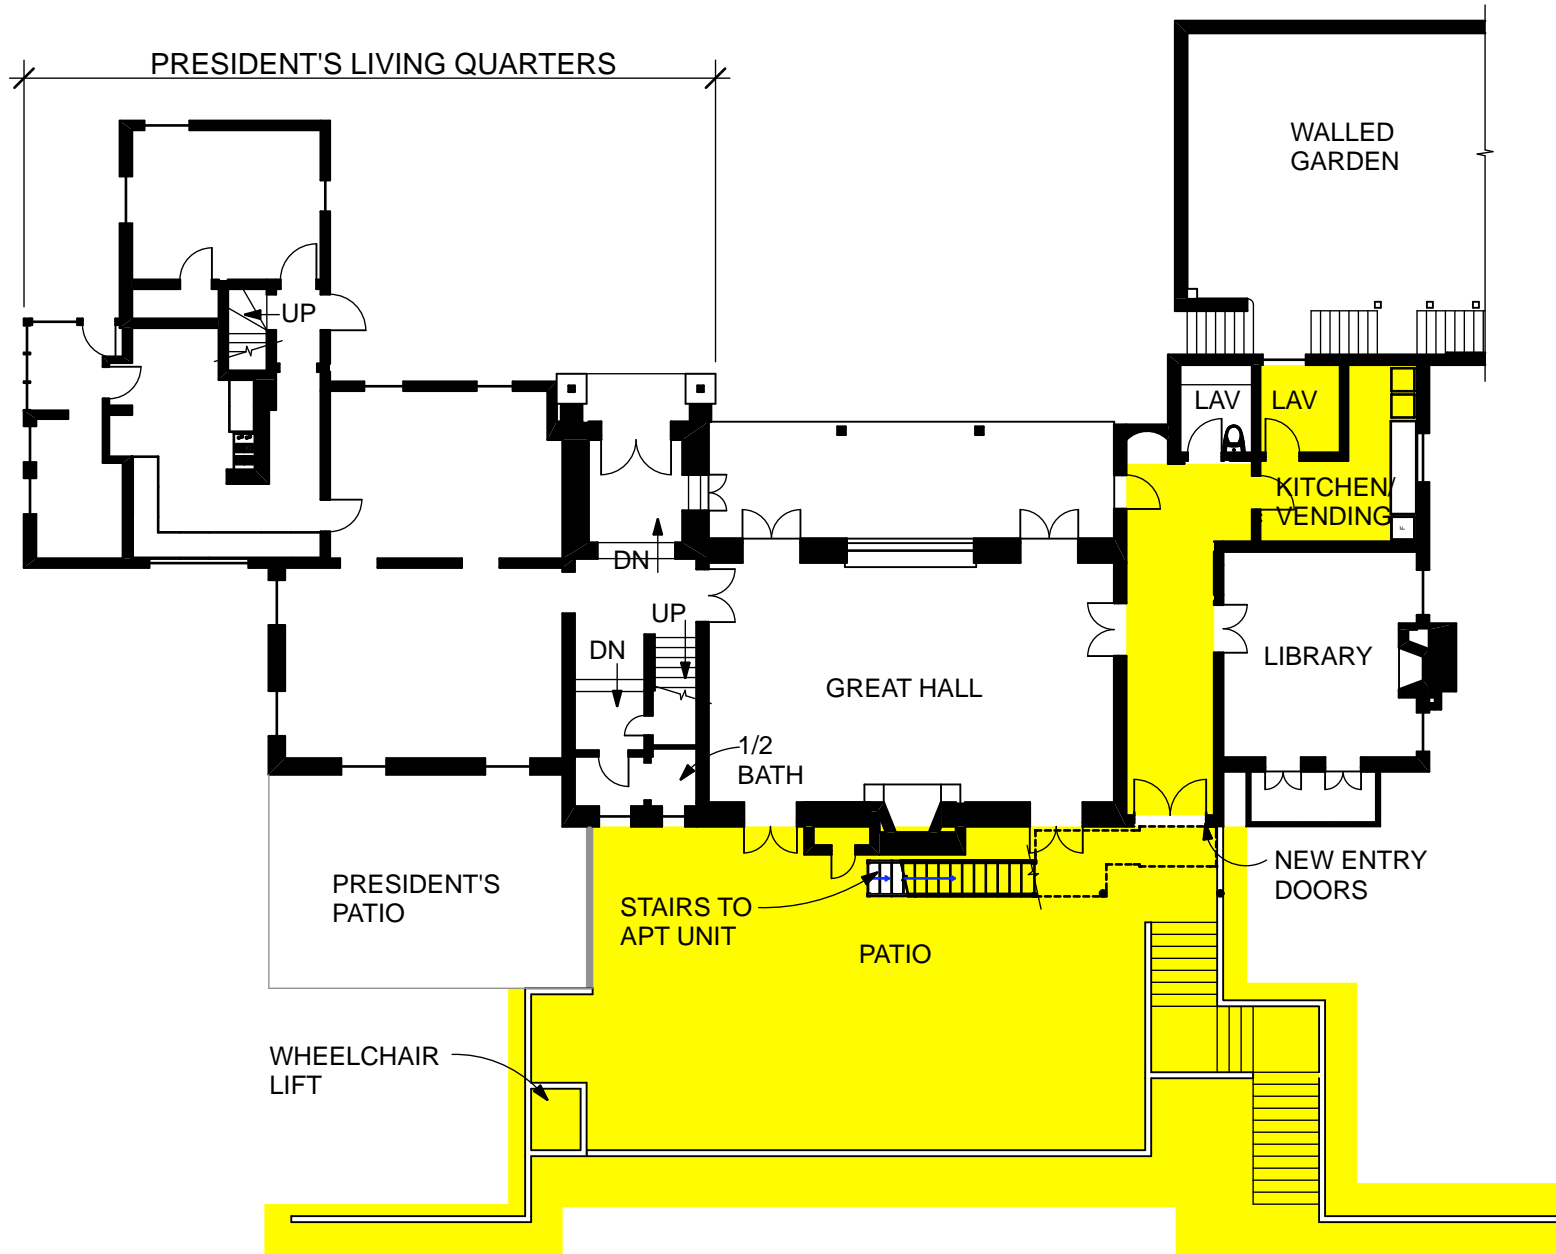 PRESIDENT'S LIVING QUARTERS
WALLED
GARDEN
UP
LAV
LAV
KITCHEN/
VENDING
DN
UP
DN
LIBRARY
GREAT HALL
1/2
BATH
NEW ENTRY
DOORS
PRESIDENT'S
PATIO
STAIRS TO
APT UNIT
PATIO
WHEELCHAIR
LIFT